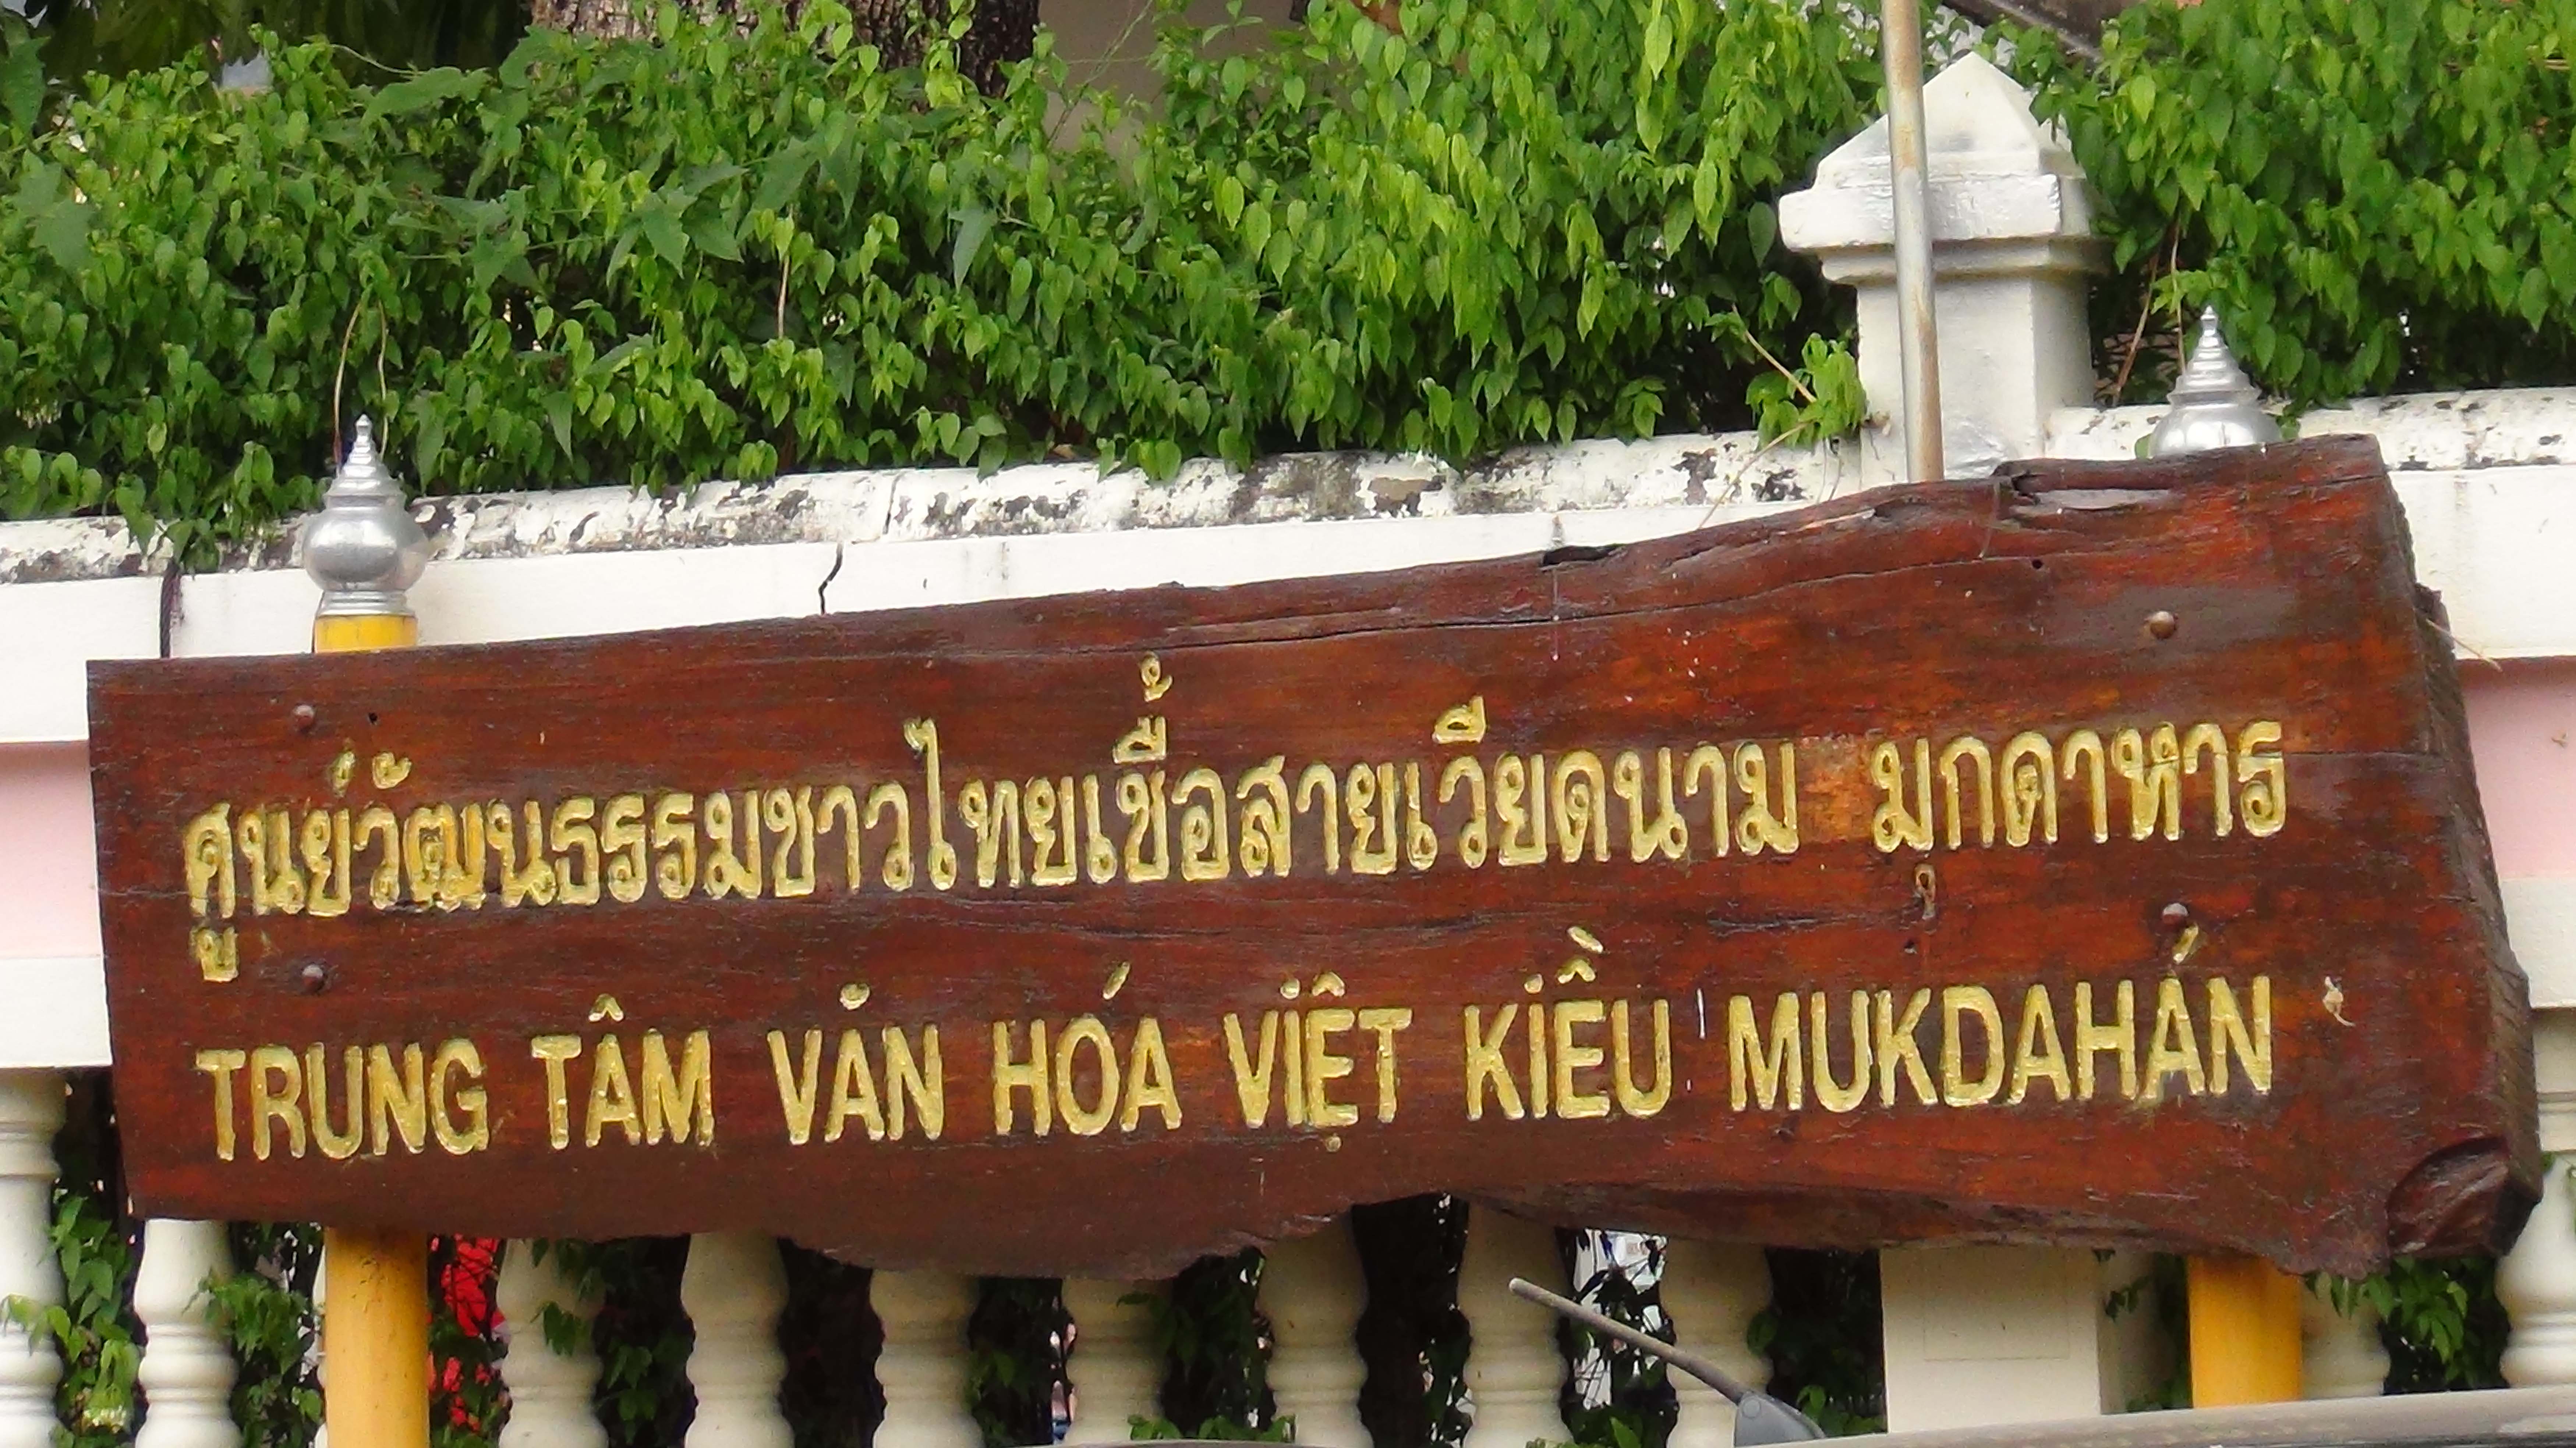 ศูนย์วัฒนธรรมชาวไทยเชื้อสายเวียดนาม มุกดาหาร
TRUNG TÂM VĂN HÓA VIỆT KIỀU MUKDAHÁN